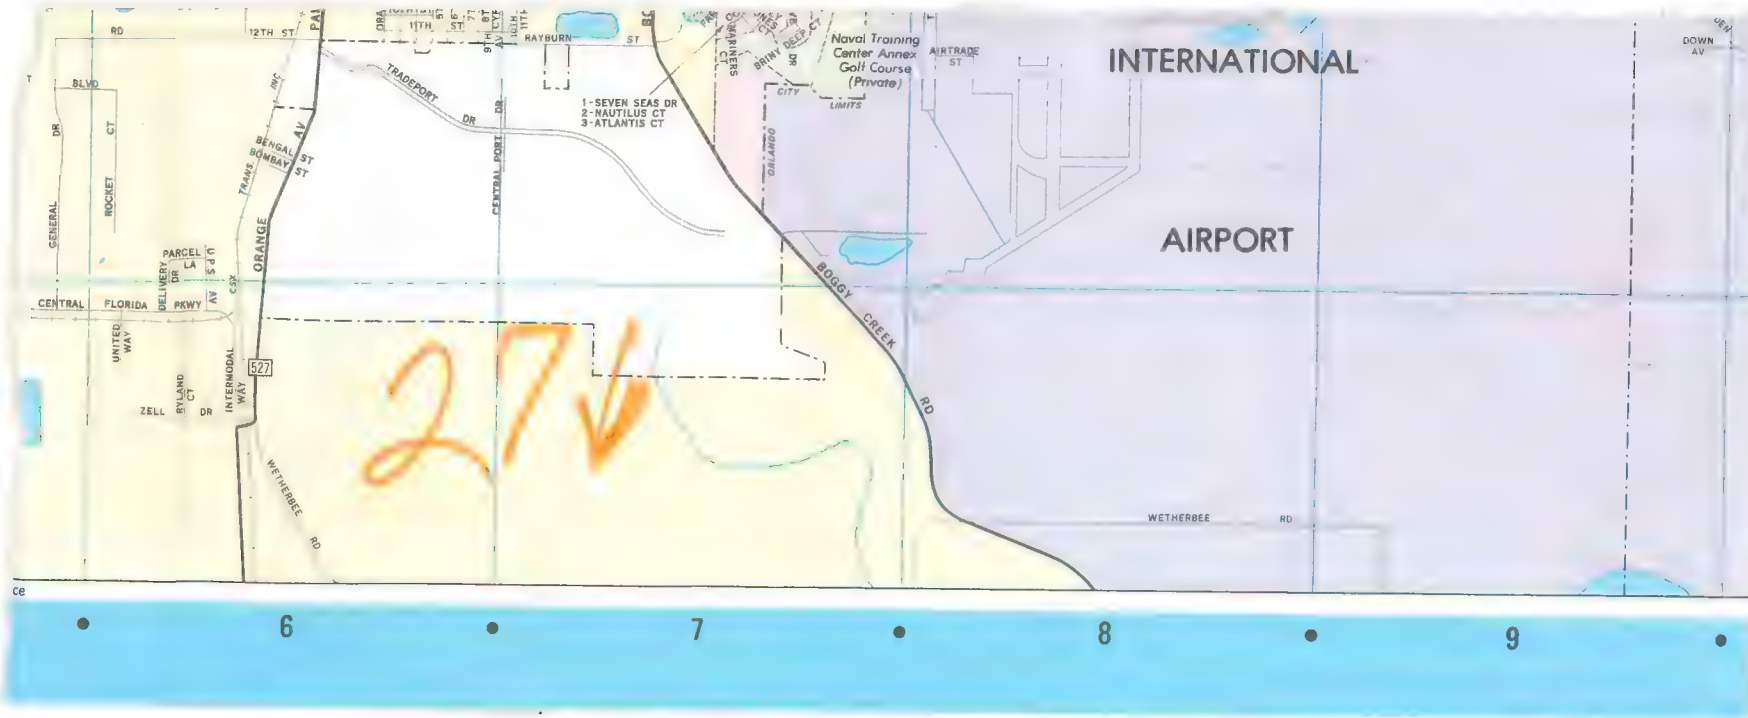 RD
12TH ST
11TH
ST
RAYBURN
ST
BLVD
TRADEPORT
DR
CENTRAL PORT DR
1-SEVEN SEAS DR
2-NAUTILUS CT
3-ATLANTIS CT
MARINERS
CT
BRINY DEEP CT
DR
Naval Training
Center Annex
Golf Course
(Private)
CITY
LIMITS
ORLANDO
AIRTRADE
ST
INTERNATIONAL
AIRPORT
DOWN
AV
GENERAL
DR
ROCKET
CT
BENGAL ST
BOMBAY ST
TRANS.
INC
ORANGE
AV
PARCEL
LA
DELIVERY
DR
U P S
AV
CSX
CENTRAL FLORIDA PKWY
UNITED
WAY
RYLAND
CT
INTERMODAL
WAY
527
ZELL DR
WETHERBEE
RD
27
BOGGY
CREEK
RD
WETHERBEE RD
ce
6
7
8
9